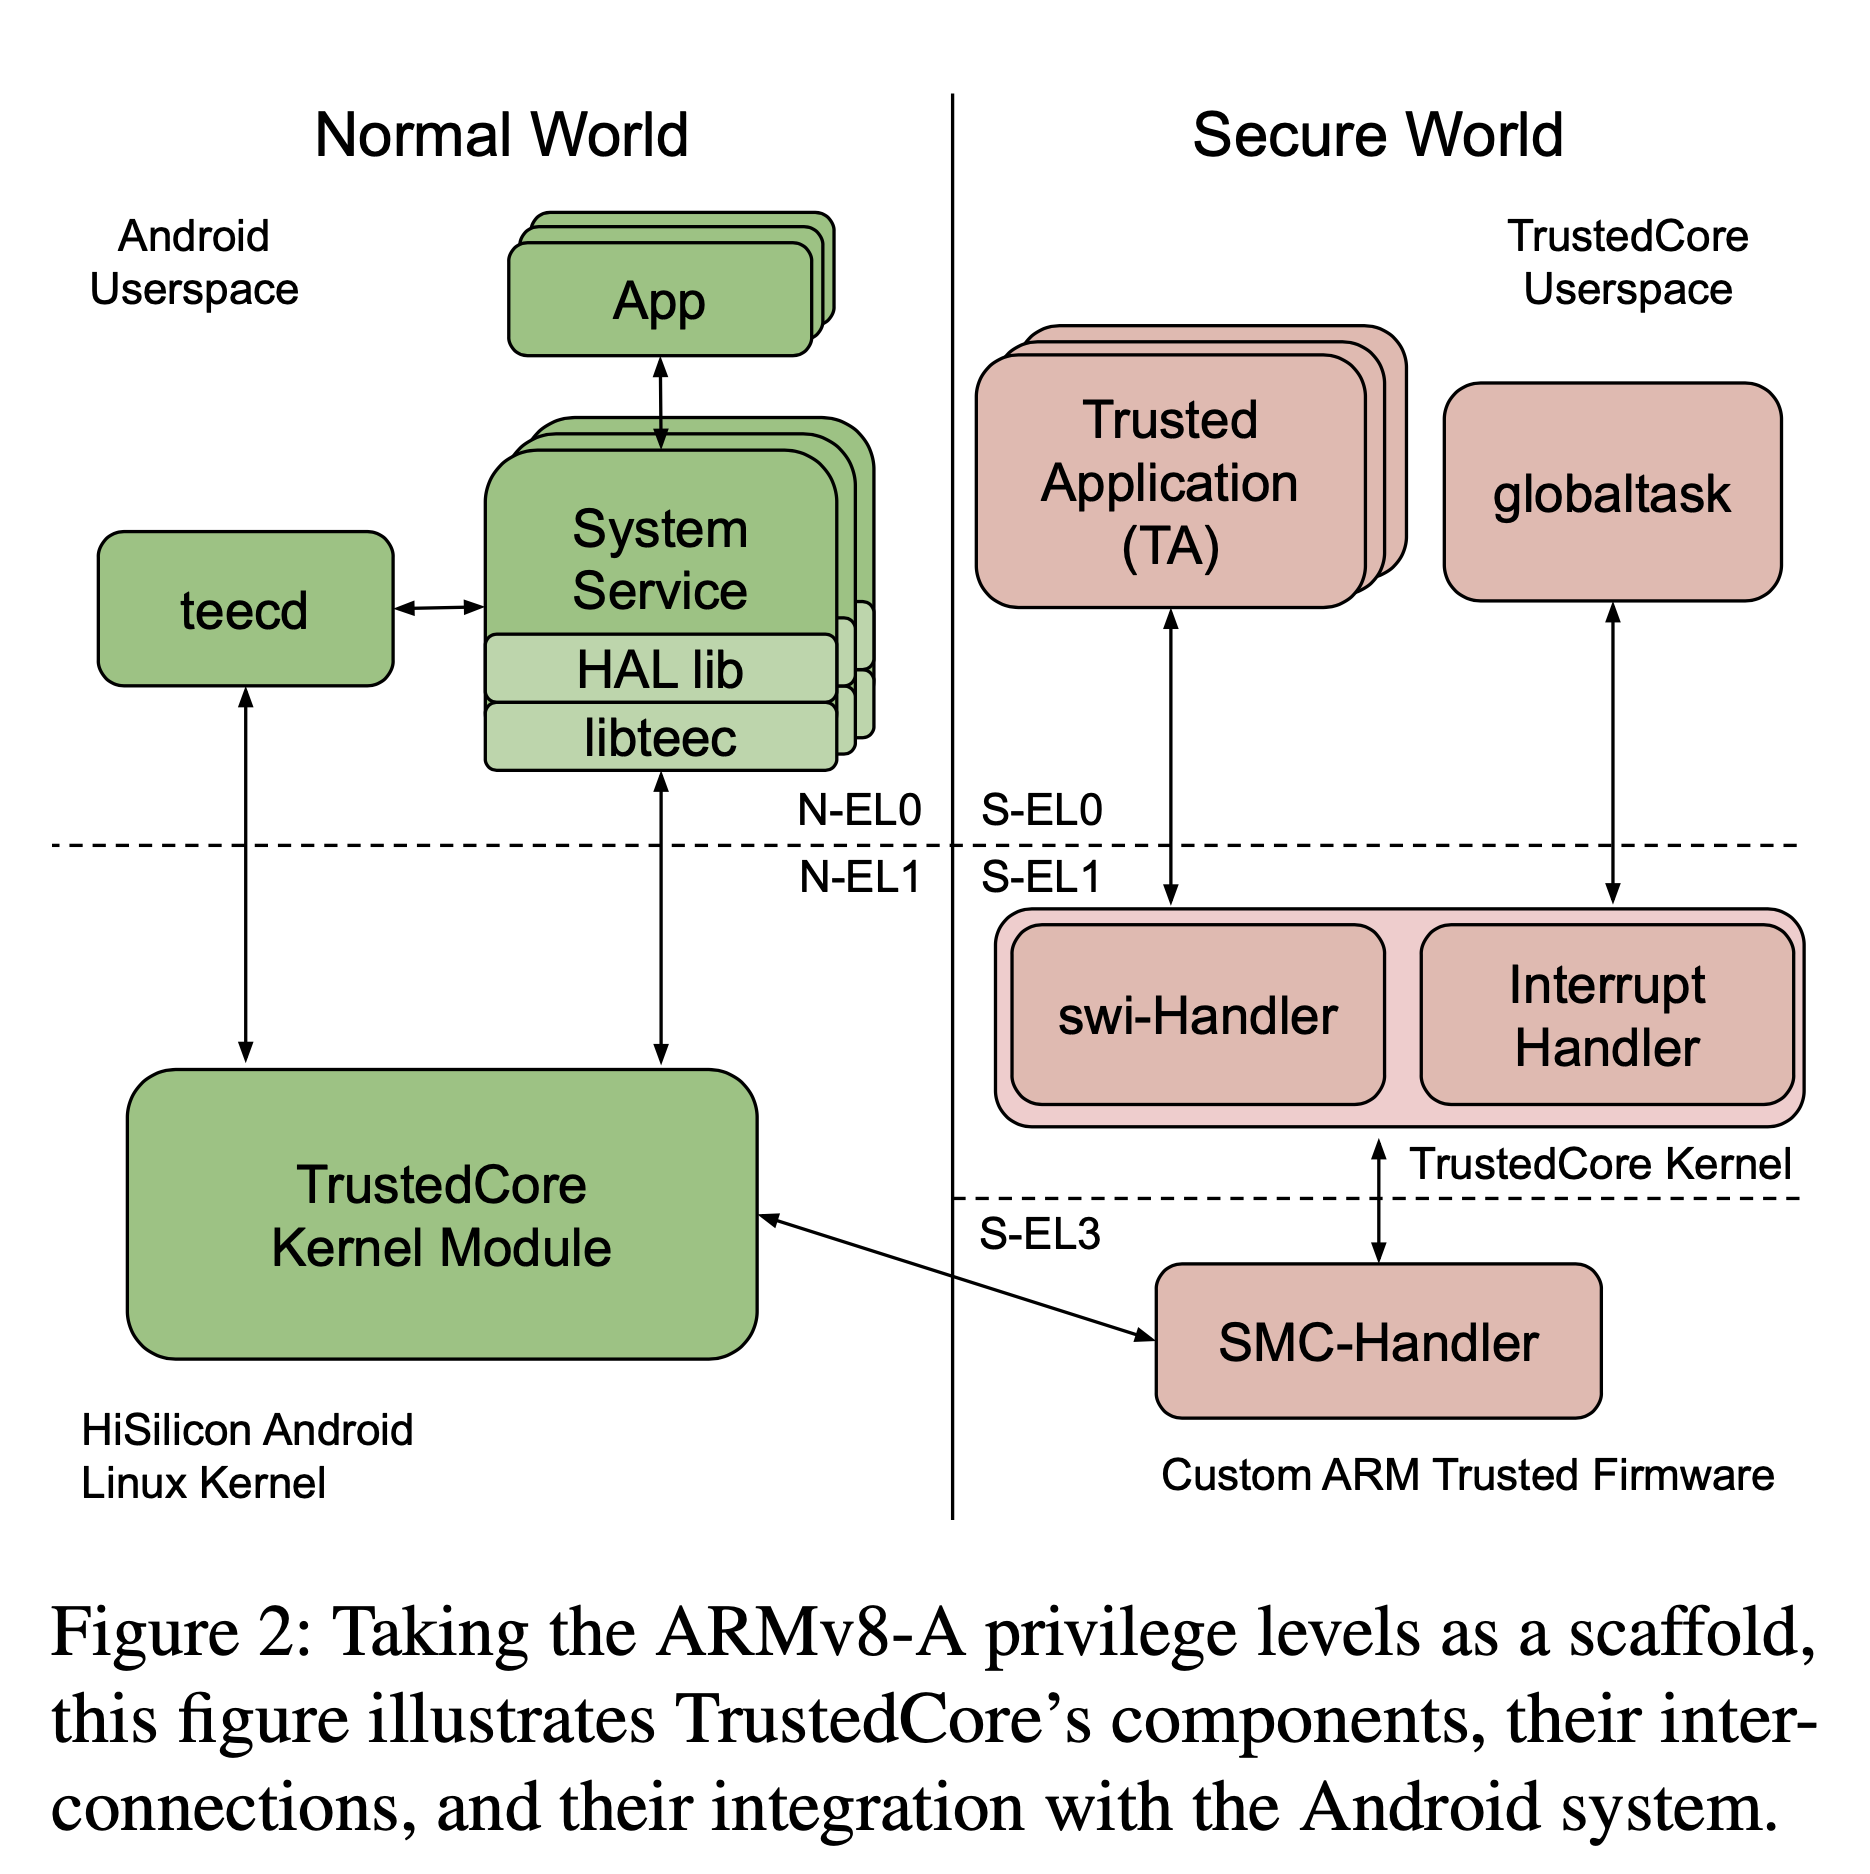 Normal World
Secure World
Android
Userspace
TrustedCore
Userspace
App
Trusted
Application
(TA)
globaltask
System
Service
teecd
HAL lib
libteec
N-EL0
S-EL0
N-EL1
S-EL1
swi-Handler
Interrupt
Handler
TrustedCore Kernel
TrustedCore
Kernel Module
S-EL3
SMC-Handler
HiSilicon Android
Linux Kernel
Custom ARM Trusted Firmware
Figure 2: Taking the ARMv8-A privilege levels as a scaffold,
this figure illustrates TrustedCore’s components, their inter-
connections, and their integration with the Android system.